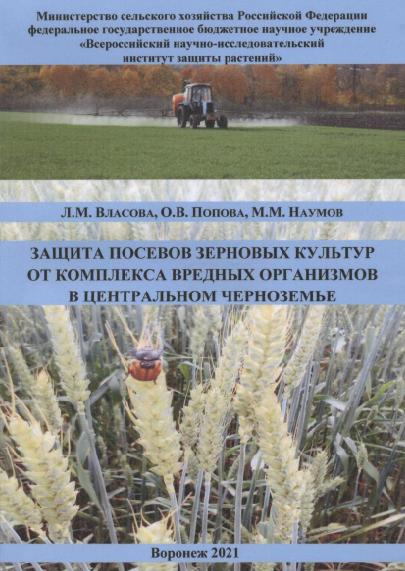 Министерство сельского хозяйства Российской Федерации
федеральное государственное бюджетное научное учреждение
«Всероссийский научно-исследовательский
институт защиты растений»
Л.М. Власова, О.В. Попова, М.М. Наумов
ЗАЩИТА ПОСЕВОВ ЗЕРНОВЫХ КУЛЬТУР
ОТ КОМПЛЕКСА ВРЕДНЫХ ОРГАНИЗМОВ
В ЦЕНТРАЛЬНОМ ЧЕРНОЗЕМЬЕ
Воронеж 2021